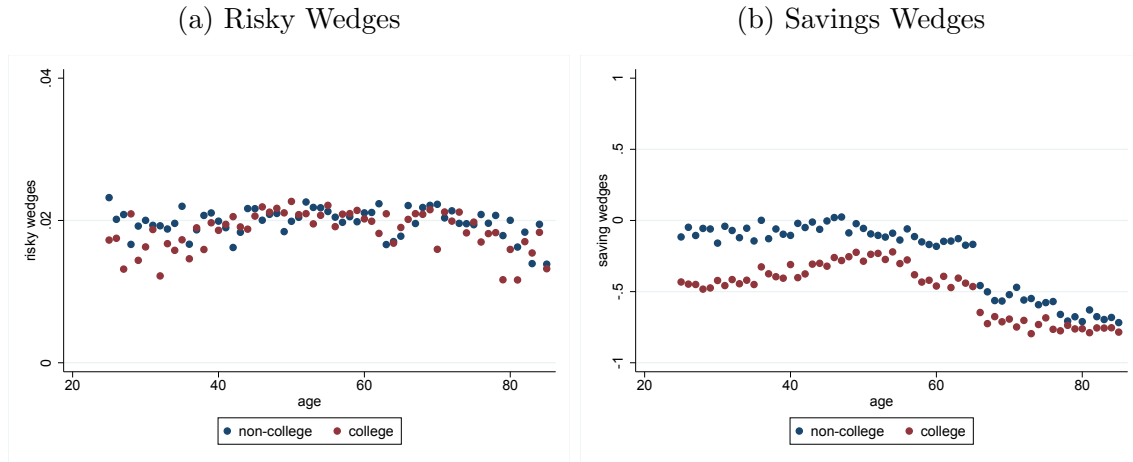 (a) Risky Wedges
risky wedges
.04
.02
0
20
40
60
80
age
non-college
college
(b) Savings Wedges
saving wedges
1
.5
0
-.5
-1
20
40
60
80
age
non-college
college